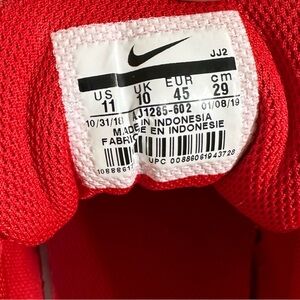 JJ2
US UK EUR cm
11 10 45 29
10/31/18 AJ1285-602 01/08/19
MADE IN INDONESIA
FABRIQUÉ EN INDONESIE
UPC 00886061943728